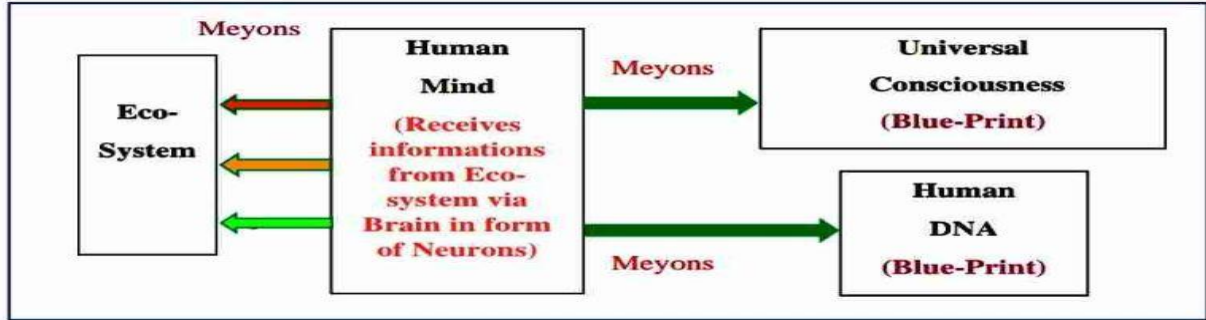 Meyons
Eco-
System
Human
Mind
(Receives
informations
from Eco-
system via
Brain in form
of Neurons)
Meyons
Universal
Consciousness
(Blue-Print)
Meyons
Human
DNA
(Blue-Print)